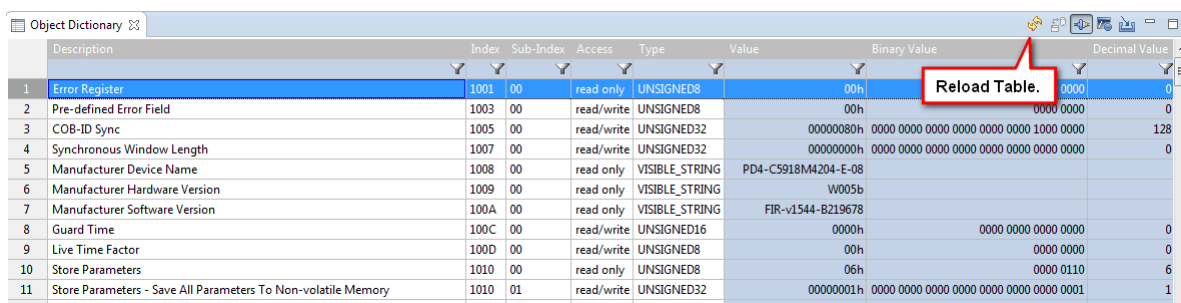 Object Dictionary
Description Index Sub-Index Access Type Value Binary Value Decimal Value
Reload Table.
1 Error Register 1001 00 read only UNSIGNED8 00h 0000 0
2 Pre-defined Error Field 1003 00 read/write UNSIGNED8 00h 0000 0000 0
3 COB-ID Sync 1005 00 read/write UNSIGNED32 00000080h 0000 0000 0000 0000 0000 0000 1000 0000 128
4 Synchronous Window Length 1007 00 read/write UNSIGNED32 00000000h 0000 0000 0000 0000 0000 0000 0000 0000 0
5 Manufacturer Device Name 1008 00 read only VISIBLE_STRING PD4-C5918M4204-E-08
6 Manufacturer Hardware Version 1009 00 read only VISIBLE_STRING W005b
7 Manufacturer Software Version 100A 00 read only VISIBLE_STRING FIR-v1544-B219678
8 Guard Time 100C 00 read/write UNSIGNED16 0000h 0000 0000 0000 0000 0
9 Live Time Factor 100D 00 read/write UNSIGNED8 00h 0000 0000 0
10 Store Parameters 1010 00 read only UNSIGNED8 06h 0000 0110 6
11 Store Parameters - Save All Parameters To Non-volatile Memory 1010 01 read/write UNSIGNED32 00000001h 0000 0000 0000 0000 0000 0000 0000 0001 1